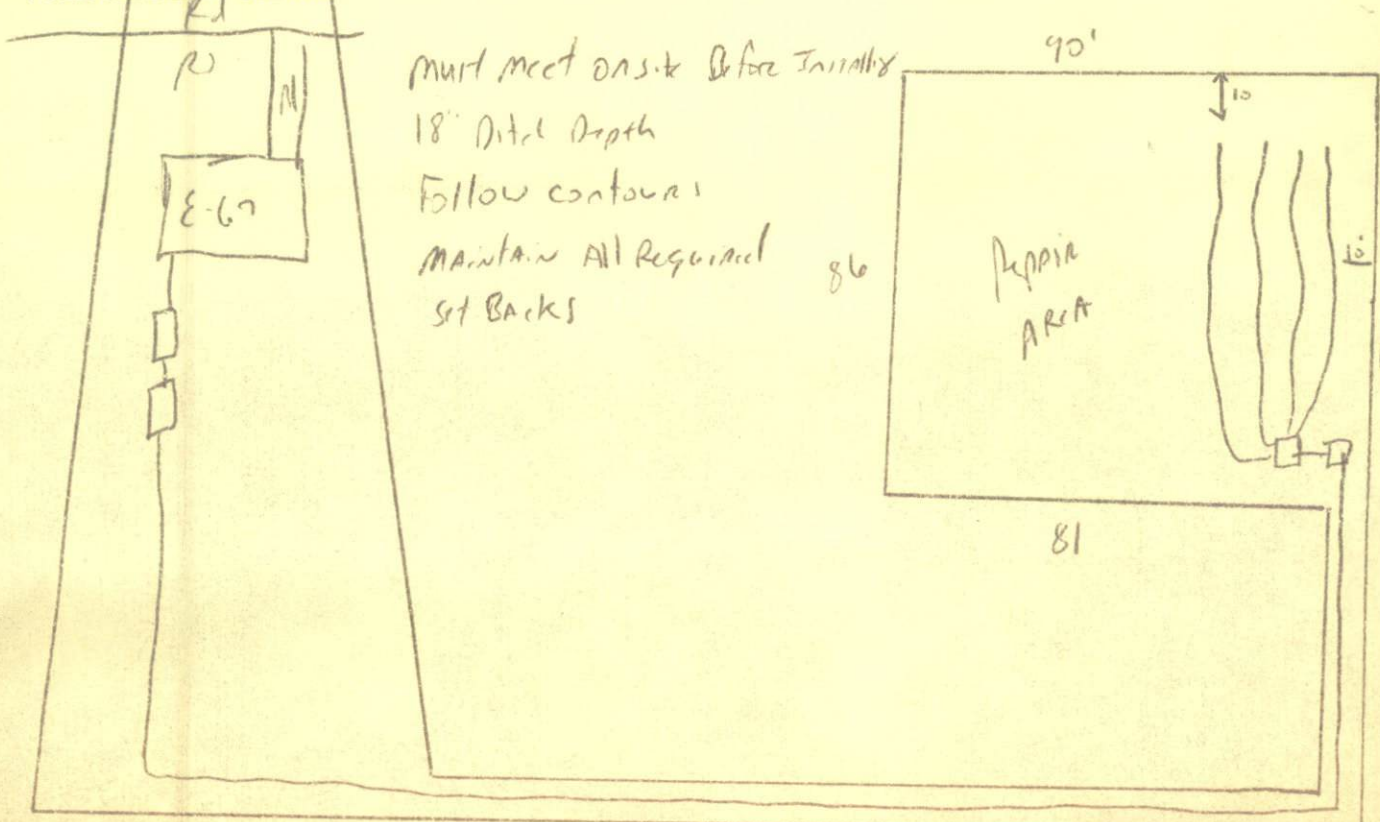 Rd
Must Meet onsite Before Installing
90'
10
18" Ditch Depth
Follow contours
Maintain All Required
Set Backs
86
Repair
Area
10'
81